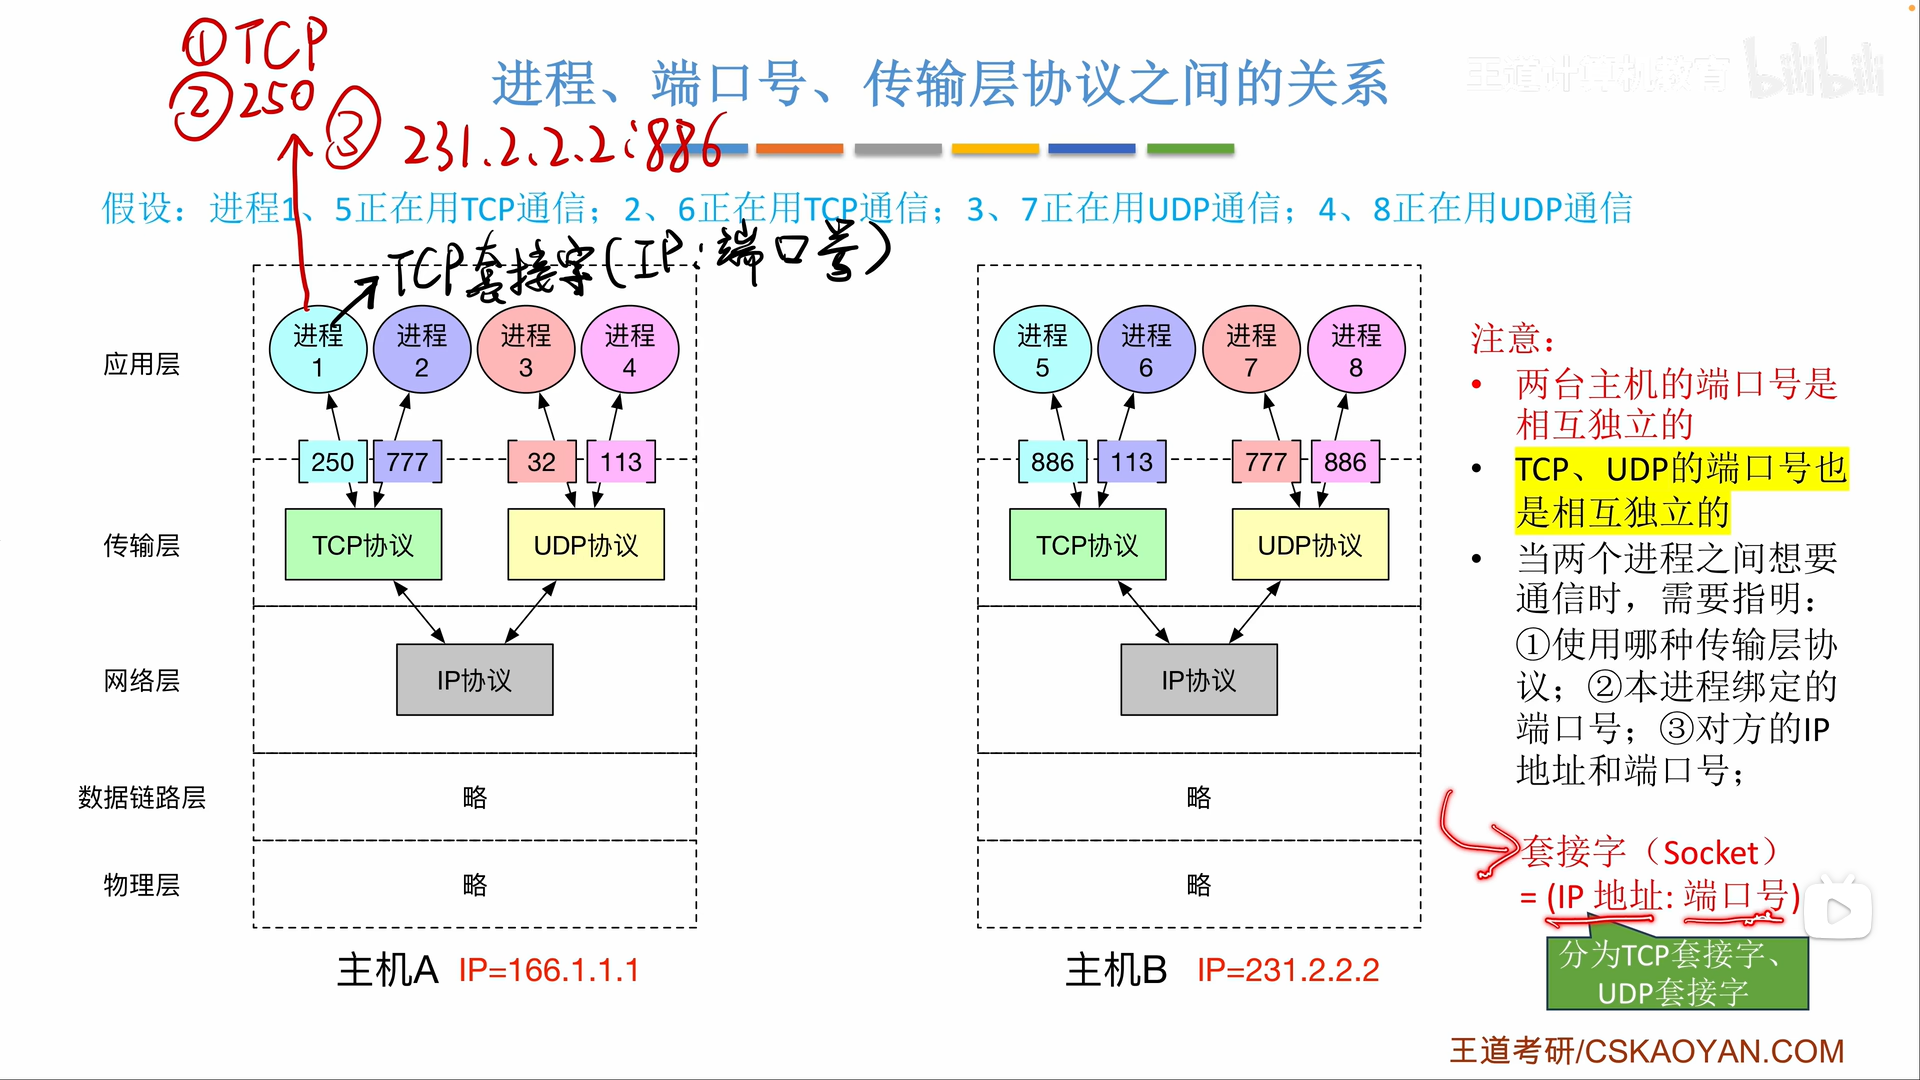 ①TCP
②250
③ 231.2.2.2:886
进程、端口号、传输层协议之间的关系
王道计算机教育 bilibili
假设：进程1、5正在用TCP通信；2、6正在用TCP通信；3、7正在用UDP通信；4、8正在用UDP通信
TCP套接字(IP:端口号)
应用层
进程 1
进程 2
进程 3
进程 4
进程 5
进程 6
进程 7
进程 8
250 777 32 113
886 113 777 886
传输层
TCP协议 UDP协议
TCP协议 UDP协议
网络层
IP协议
IP协议
数据链路层
略
略
物理层
略
略
主机A IP=166.1.1.1
主机B IP=231.2.2.2
注意：
• 两台主机的端口号是
相互独立的
• TCP、UDP的端口号也
是相互独立的
• 当两个进程之间想要
通信时，需要指明：
①使用哪种传输层协
议；②本进程绑定的
端口号；③对方的IP
地址和端口号；
套接字（Socket）
= (IP 地址: 端口号)
分为TCP套接字、
UDP套接字
王道考研/CSKAOYAN.COM